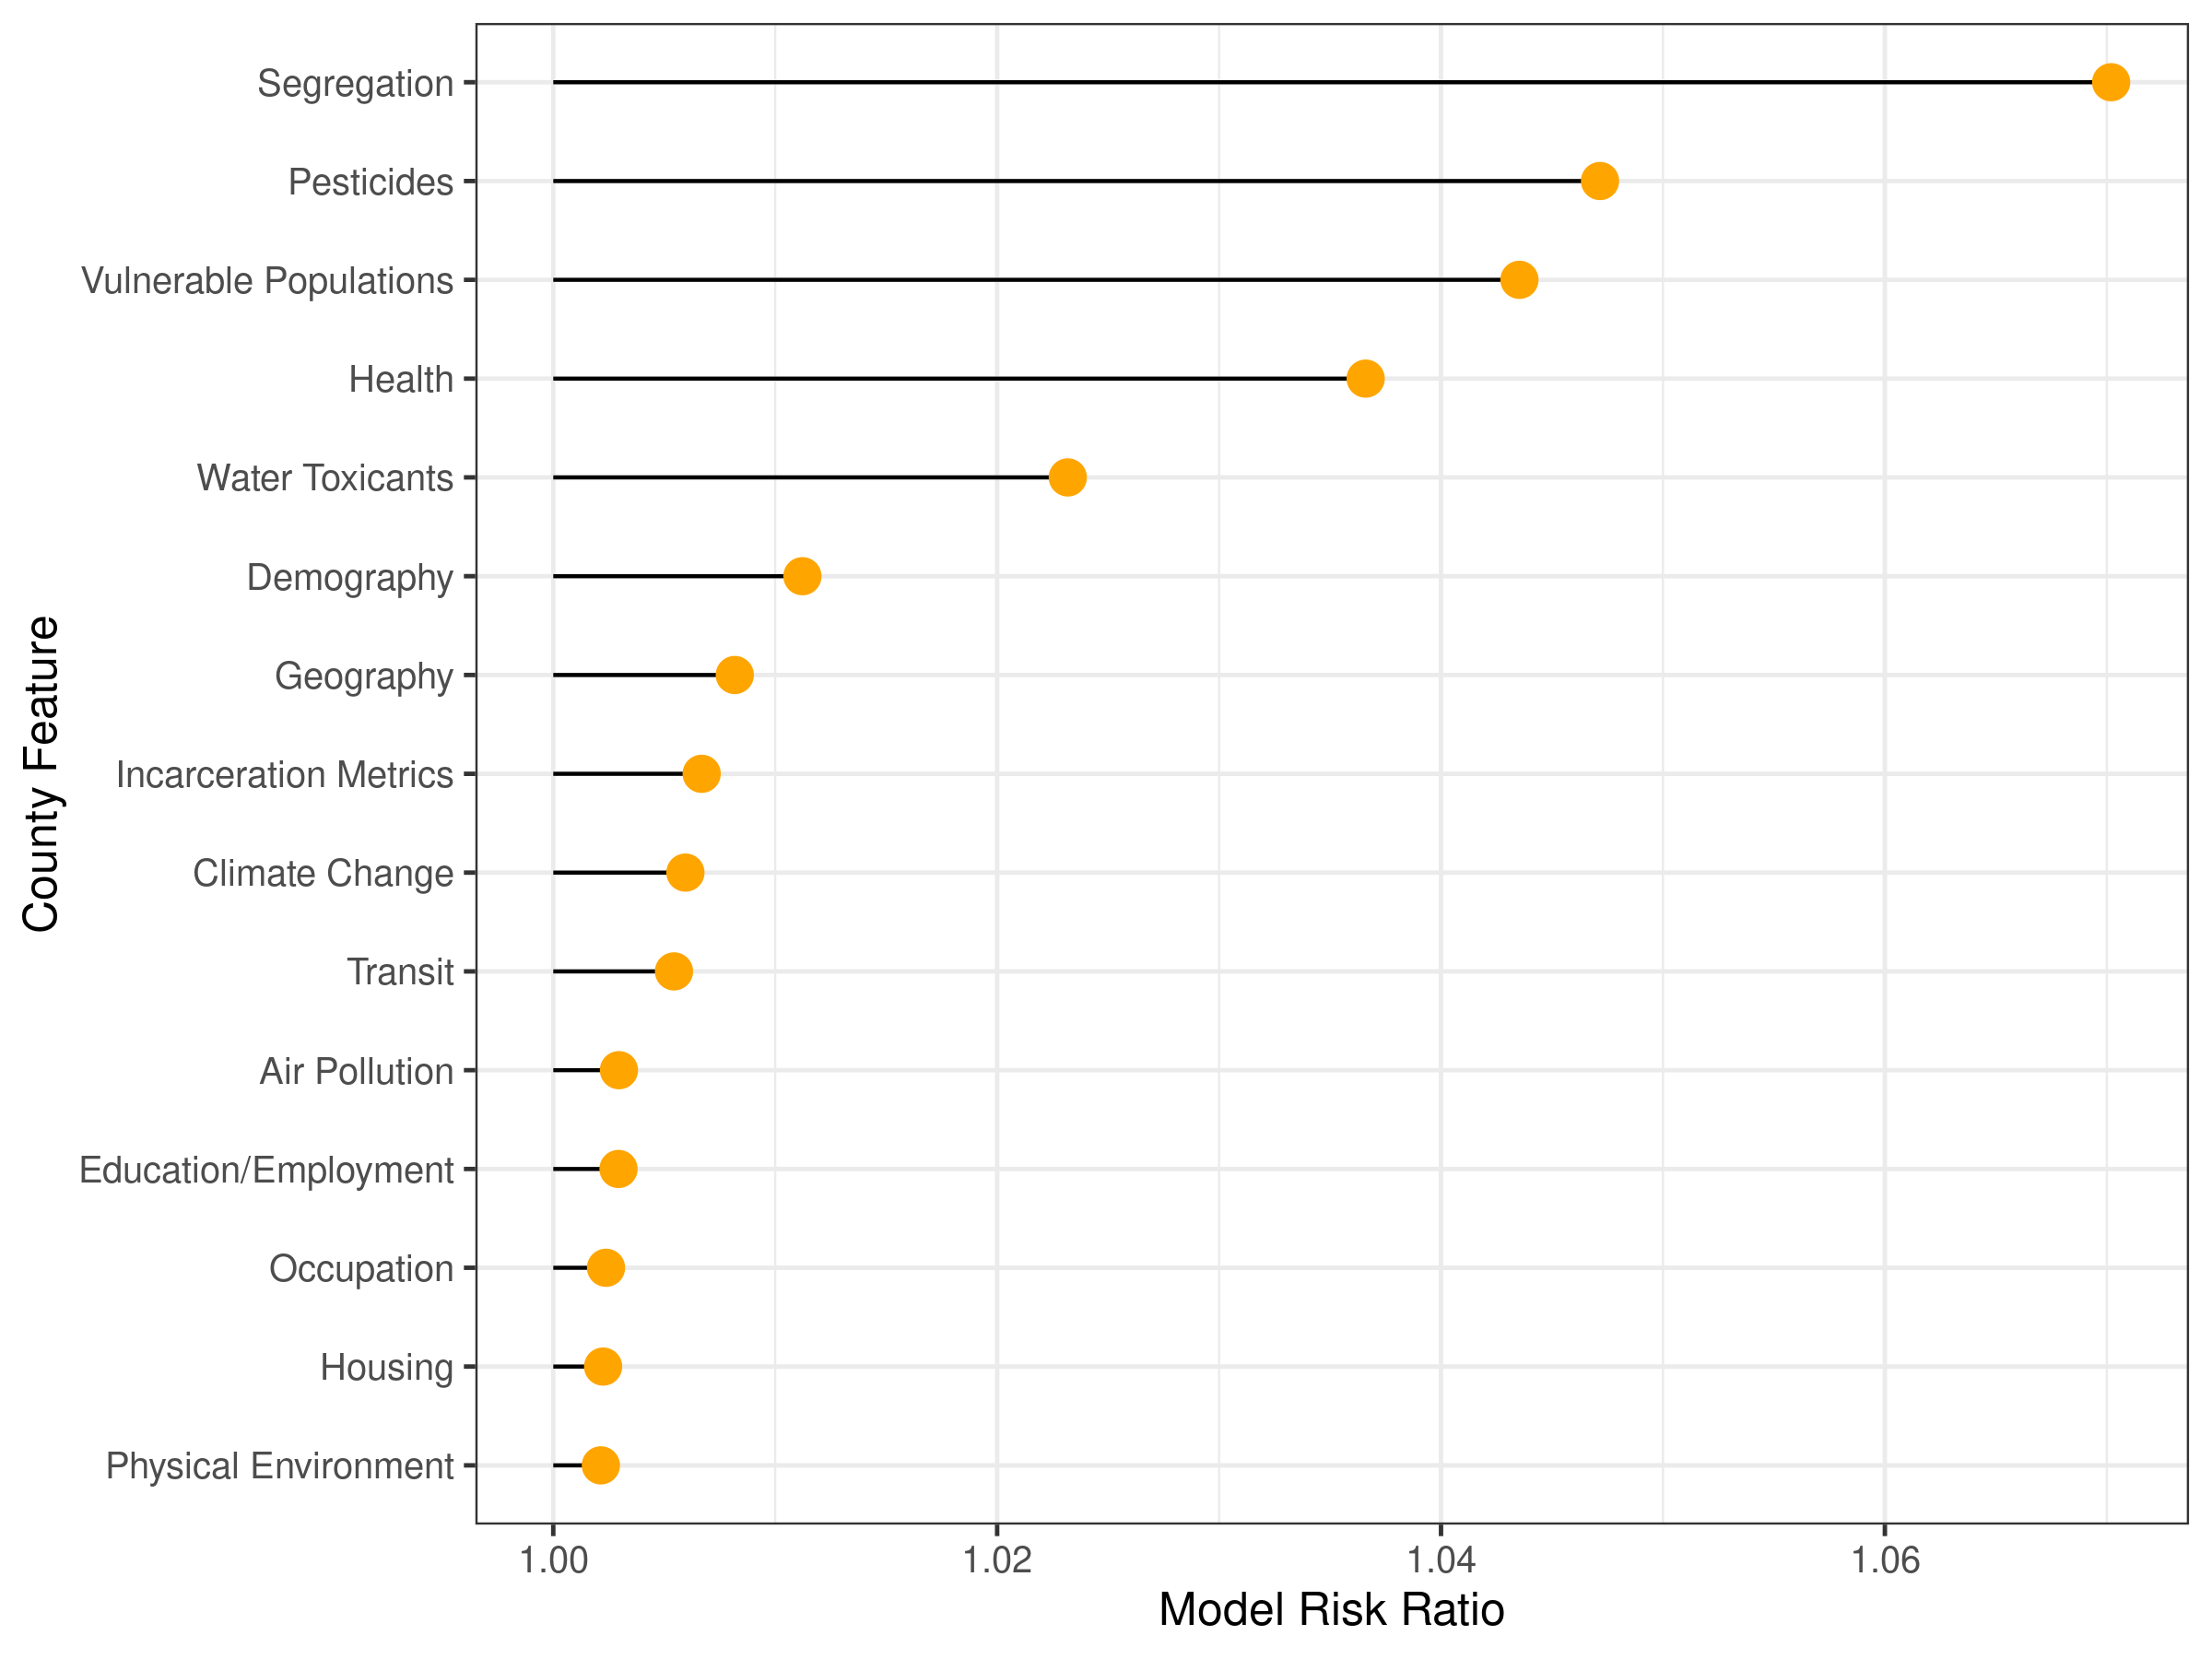 Segregation
Pesticides
Vulnerable Populations
Health
Water Toxicants
Demography
Geography
Incarceration Metrics
Climate Change
Transit
Air Pollution
Education/Employment
Occupation
Housing
Physical Environment
County Feature
1.00 1.02 1.04 1.06
Model Risk Ratio